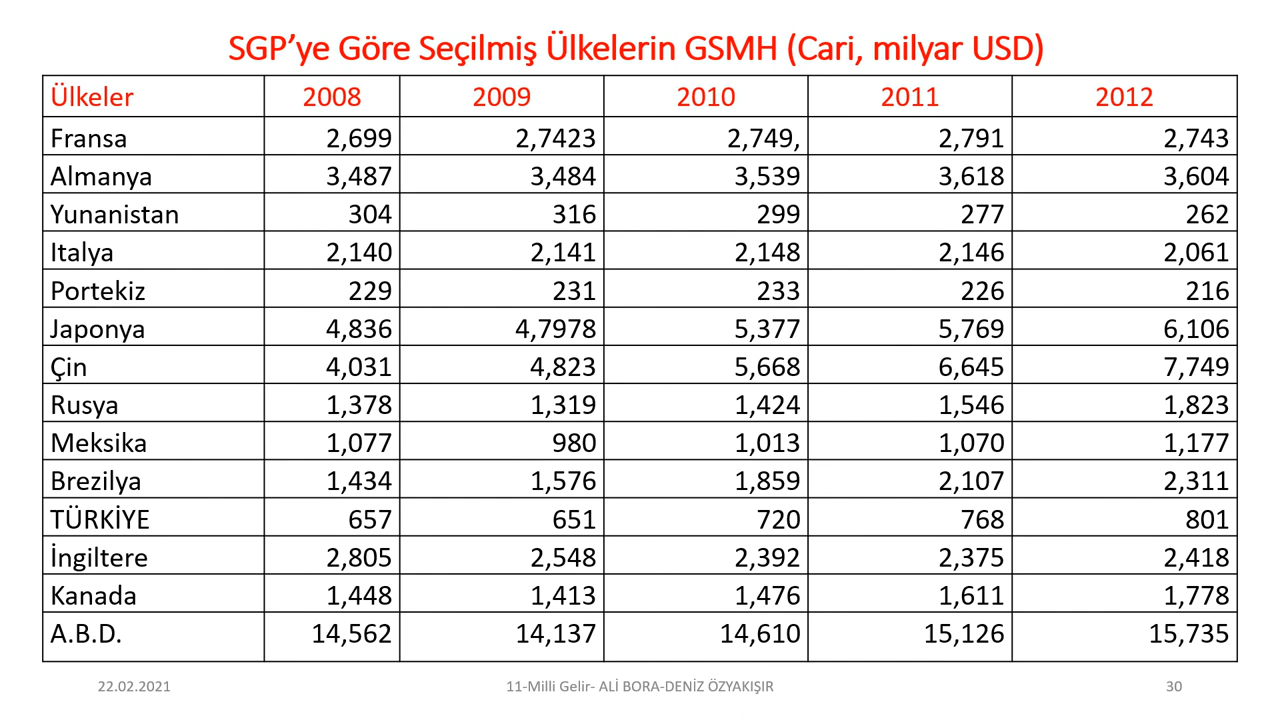 SGP’ye Göre Seçilmiş Ülkelerin GSMH (Cari, milyar USD)
Ülkeler 2008 2009 2010 2011 2012
Fransa 2,699 2,7423 2,749, 2,791 2,743
Almanya 3,487 3,484 3,539 3,618 3,604
Yunanistan 304 316 299 277 262
Italya 2,140 2,141 2,148 2,146 2,061
Portekiz 229 231 233 226 216
Japonya 4,836 4,7978 5,377 5,769 6,106
Çin 4,031 4,823 5,668 6,645 7,749
Rusya 1,378 1,319 1,424 1,546 1,823
Meksika 1,077 980 1,013 1,070 1,177
Brezilya 1,434 1,576 1,859 2,107 2,311
TÜRKİYE 657 651 720 768 801
İngiltere 2,805 2,548 2,392 2,375 2,418
Kanada 1,448 1,413 1,476 1,611 1,778
A.B.D. 14,562 14,137 14,610 15,126 15,735
22.02.2021 11-Milli Gelir- ALİ BORA-DENİZ ÖZYAKIŞIR 30